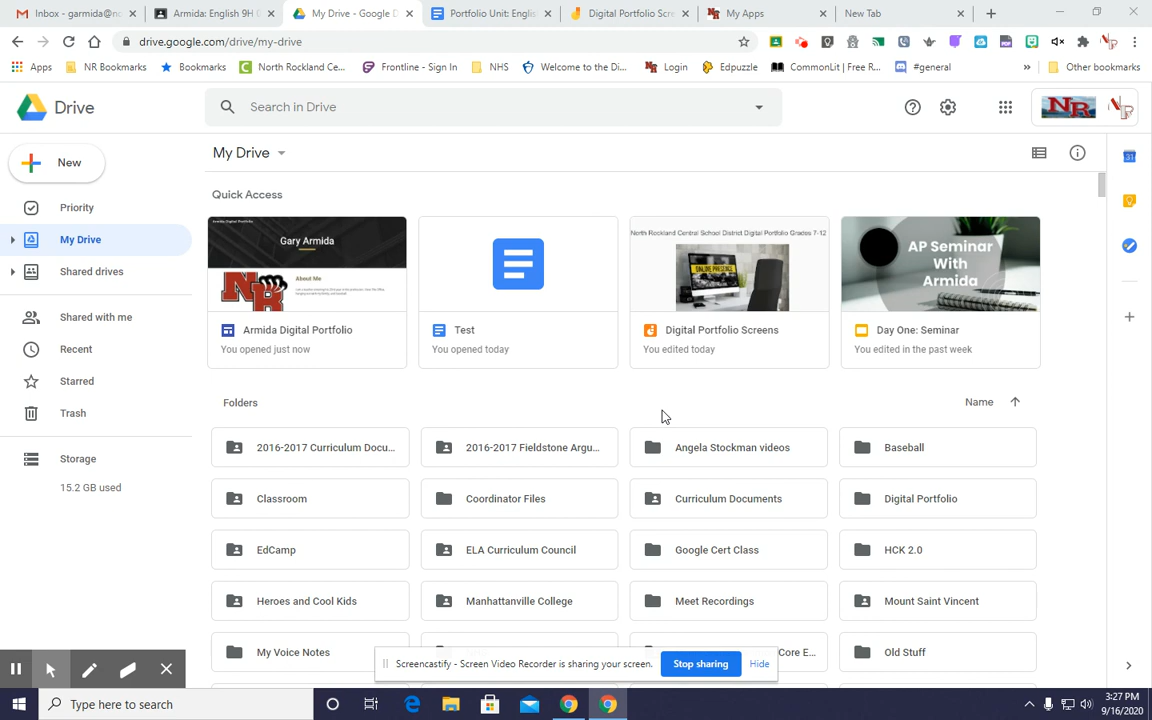 Inbox - garmida@nc
Armida: English 9H (
My Drive - Google D
Portfolio Unit: Englis
Digital Portfolio Scre
My Apps
New Tab
drive.google.com/drive/my-drive
Apps
NR Bookmarks
Bookmarks
North Rockland Ce...
Frontline - Sign In
NHS
Welcome to the Di...
Login
Edpuzzle
CommonLit | Free R...
#general
»
Other bookmarks
Drive
Search in Drive
NR
New
My Drive
Priority
My Drive
Shared drives
Shared with me
Recent
Starred
Trash
Storage
15.2 GB used
Quick Access
Armida Digital Portfolio
Gary Armida
NR
About Me
Armida Digital Portfolio
You opened just now
Test
You opened today
North Rockland Central School District Digital Portfolio Grades 7-12
ONLINE PRESENCE
Digital Portfolio Screens
You edited today
AP Seminar
With
Armida
Day One: Seminar
You edited in the past week
Folders
Name
2016-2017 Curriculum Docu...
2016-2017 Fieldstone Argu...
Angela Stockman videos
Baseball
Classroom
Coordinator Files
Curriculum Documents
Digital Portfolio
EdCamp
ELA Curriculum Council
Google Cert Class
HCK 2.0
Heroes and Cool Kids
Manhattanville College
Meet Recordings
Mount Saint Vincent
My Voice Notes
Core E...
Old Stuff
Screencastify - Screen Video Recorder is sharing your screen.
Stop sharing
Hide
Type here to search
3:27 PM
9/16/2020